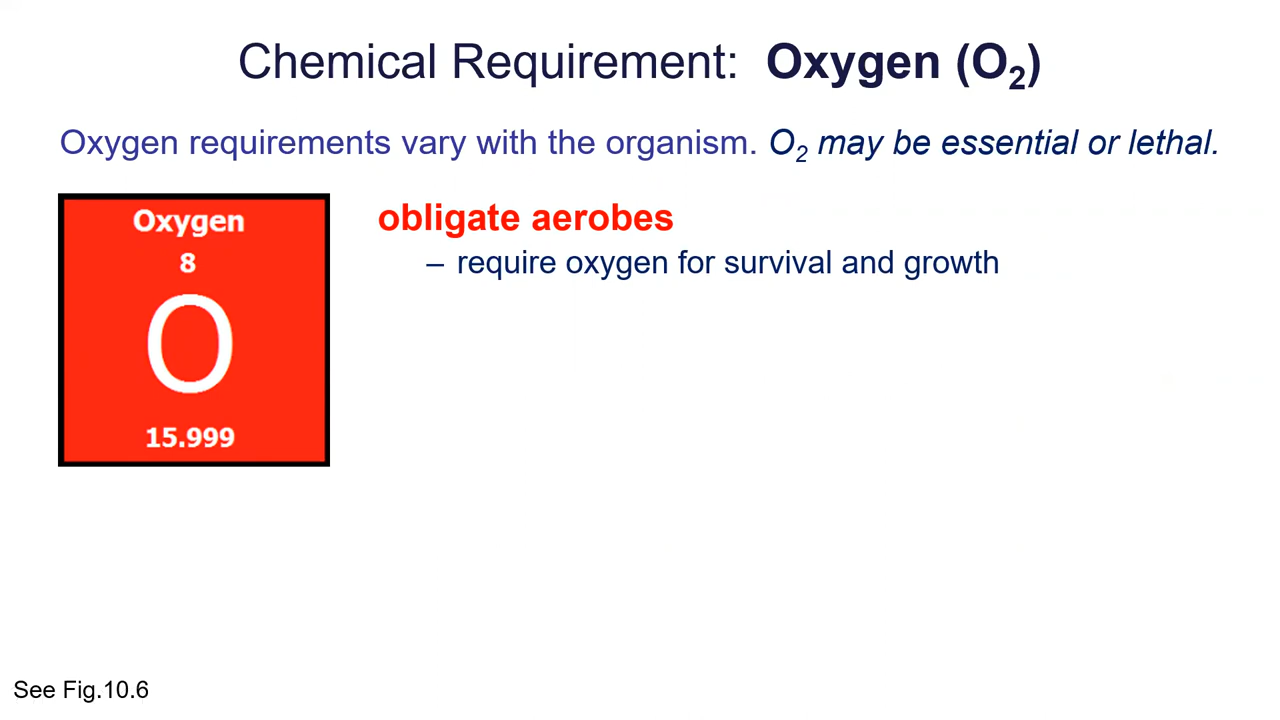 Chemical Requirement: Oxygen (O₂)
Oxygen requirements vary with the organism. O₂ may be essential or lethal.
Oxygen
8
O
15.999
obligate aerobes
– require oxygen for survival and growth
See Fig.10.6